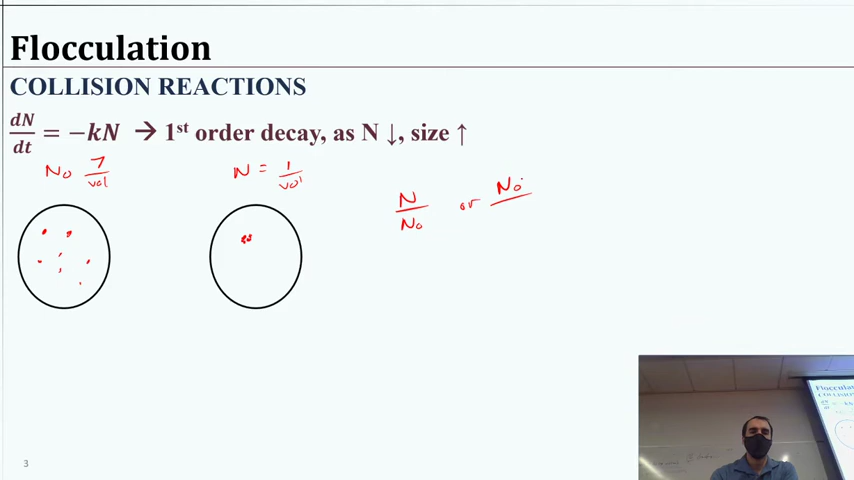 Flocculation
COLLISION REACTIONS
dN/dt = −kN → 1st order decay, as N ↓, size ↑
No 7/vol
N = 1/vol
N/No or No
3